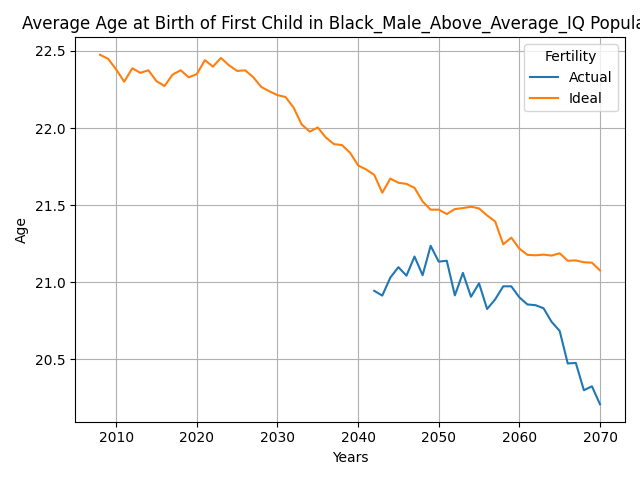 Average Age at Birth of First Child in Black_Male_Above_Average_IQ Popula
Fertility
Actual
Ideal
22.5
22.0
21.5
21.0
20.5
Age
2010 2020 2030 2040 2050 2060 2070
Years